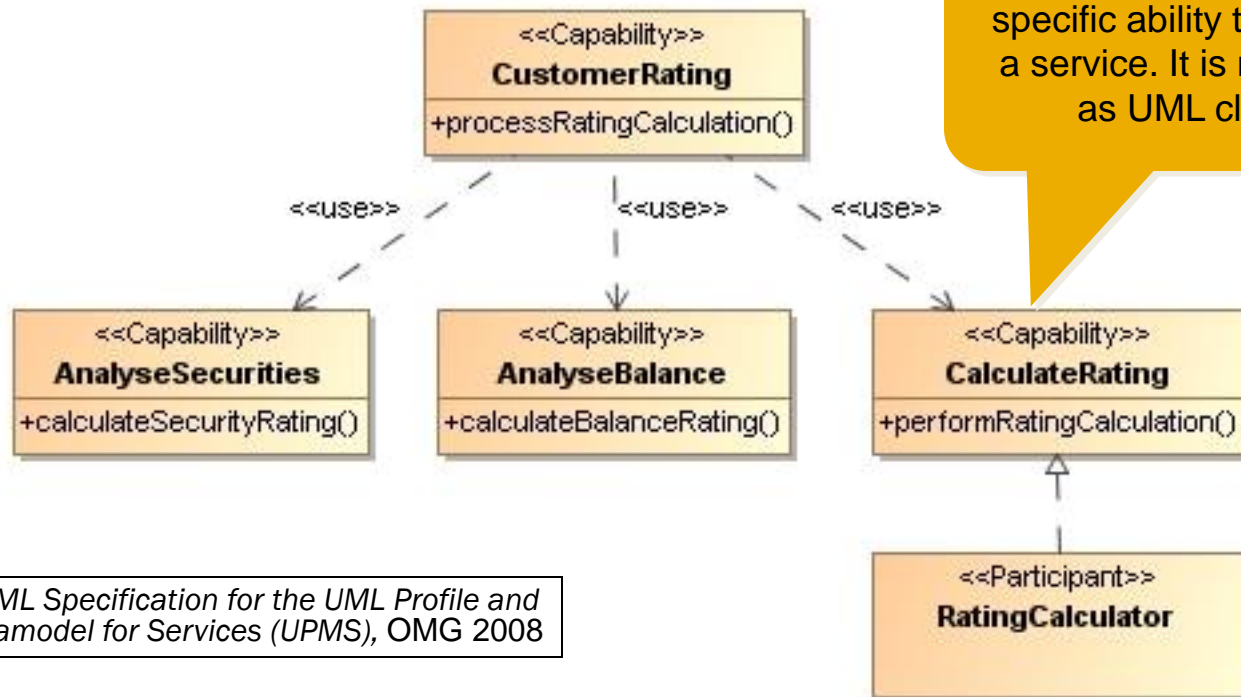 specific ability t
a service. It is
as UML cl
<<Capability>>
CustomerRating
+processRatingCalculation()
<<use>>
<<use>>
<<use>>
<<Capability>>
AnalyseSecurities
+calculateSecurityRating()
<<Capability>>
AnalyseBalance
+calculateBalanceRating()
<<Capability>>
CalculateRating
+performRatingCalculation()
<<Participant>>
RatingCalculator
ML Specification for the UML Profile and
amodel for Services (UPMS), OMG 2008